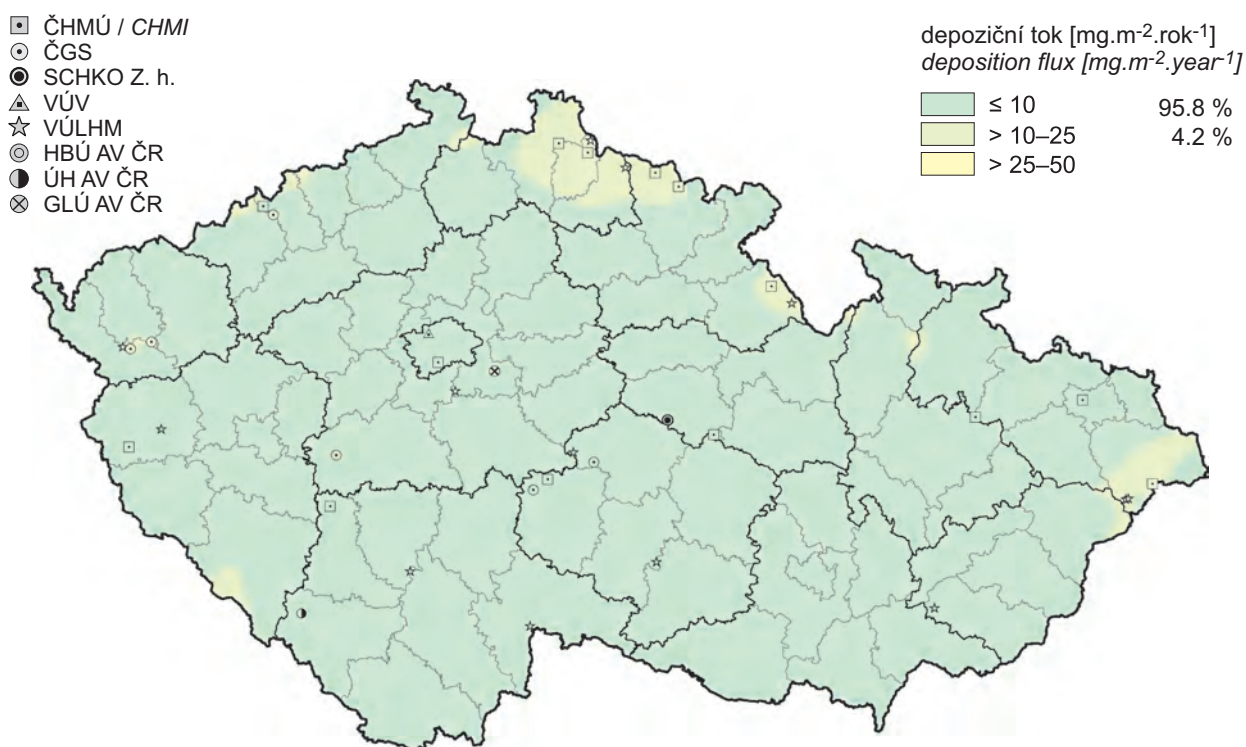 ČHMÚ / CHMI
ČGS
SCHKO Z. h.
VÚV
VÚLHM
HBÚ AV ČR
ÚH AV ČR
GLÚ AV ČR
depoziční tok [mg.m-2.rok-1]
deposition flux [mg.m-2.year-1]
≤ 10 95.8 %
> 10–25 4.2 %
> 25–50